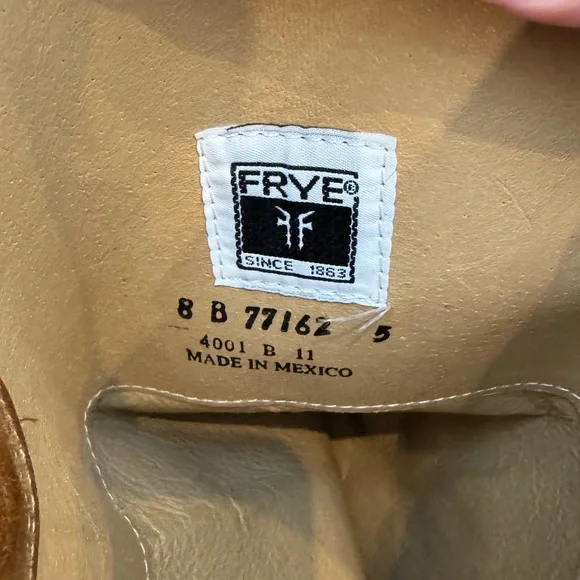 FRYE®
SINCE 1863
8 B 77162 5
4001 B 11
MADE IN MEXICO